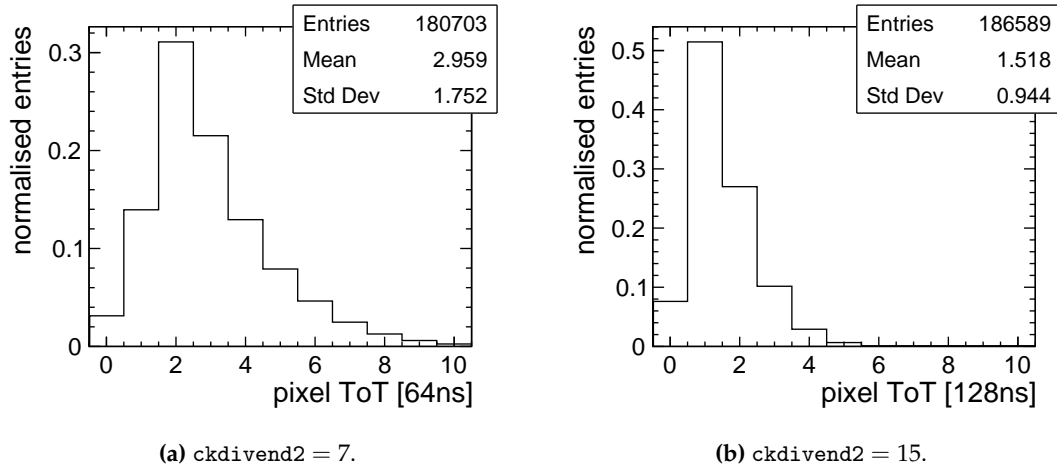 Entries 180703
Mean 2.959
Std Dev 1.752
normalised entries
0.3
0.2
0.1
0
0 2 4 6 8 10
pixel ToT [64ns]
(a) ckdivend2 = 7.
Entries 186589
Mean 1.518
Std Dev 0.944
normalised entries
0.5
0.4
0.3
0.2
0.1
0
0 2 4 6 8 10
pixel ToT [128ns]
(b) ckdivend2 = 15.